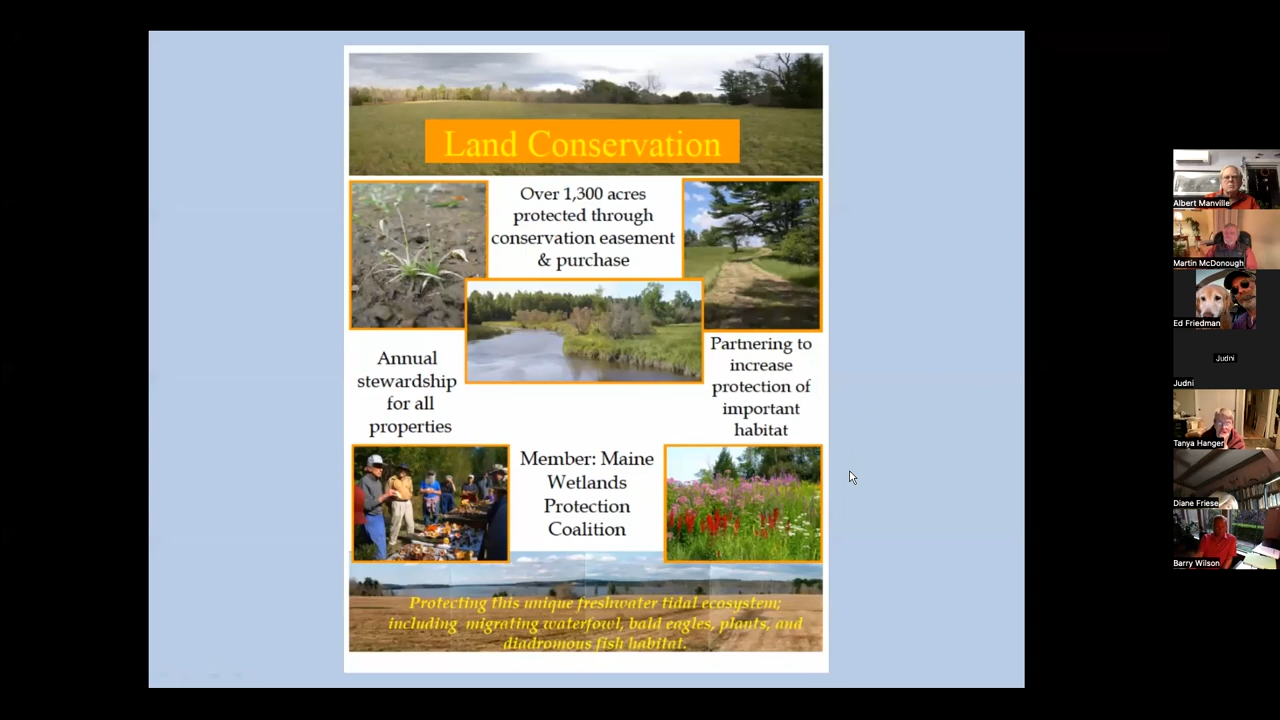 Land Conservation
Over 1,300 acres
protected through
conservation easement
& purchase
Annual
stewardship
for all
properties
Partnering to
increase
protection of
important
habitat
Member: Maine
Wetlands
Protection
Coalition
Protecting this unique freshwater tidal ecosystem;
including migrating waterfowl, bald eagles, plants, and
diadromous fish habitat.
Albert Manville
Martin McDonough
Ed Friedman
Judni
Judni
Tanya Hanger
Diane Friese
Barry Wilson